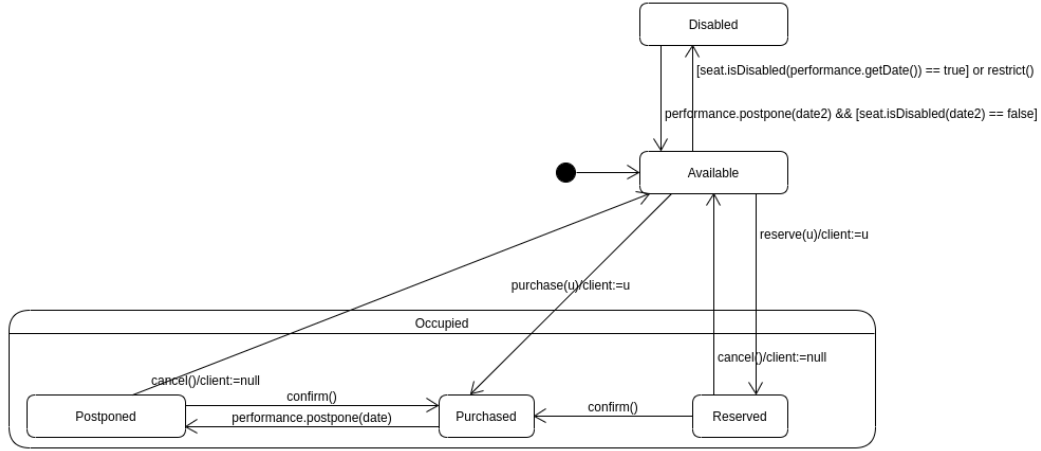 Disabled
[seat.isDisabled(performance.getDate()) == true] or restrict()
performance.postpone(date2) && [seat.isDisabled(date2) == false]
Available
reserve(u)/client:=u
purchase(u)/client:=u
Occupied
cancel()/client:=null
cancel()/client:=null
confirm()
confirm()
performance.postpone(date)
Postponed
Purchased
Reserved